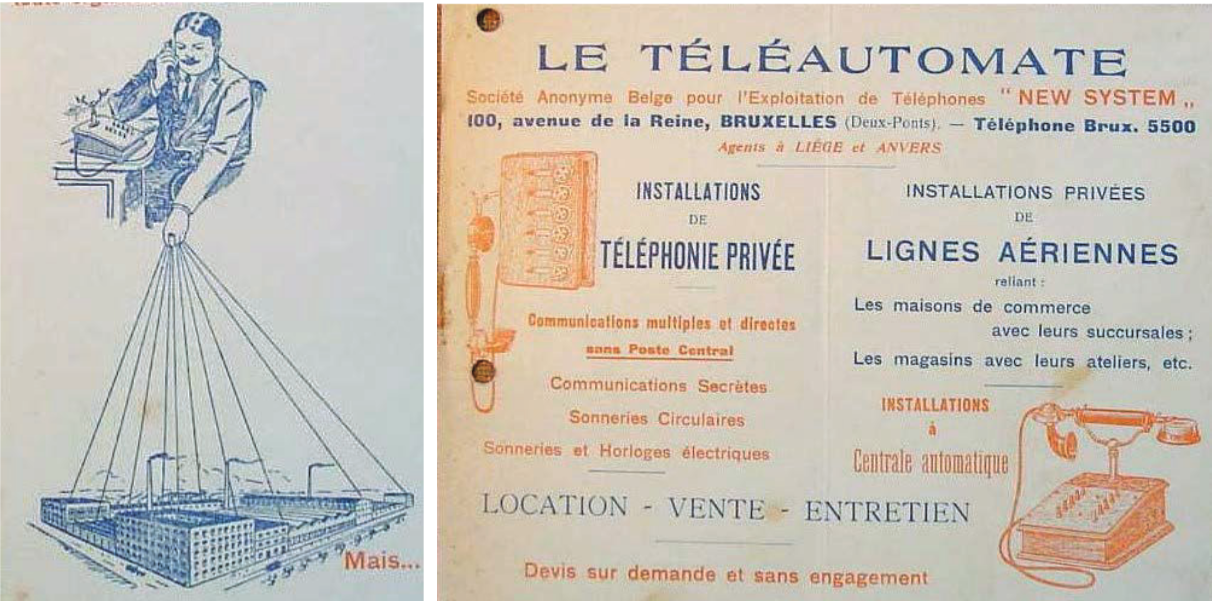 Mais...
LE TÉLÉAUTOMATE
Société Anonyme Belge pour l'Exploitation de Téléphones " NEW SYSTEM „
100, avenue de la Reine, BRUXELLES (Deux-Ponts). — Téléphone Brux. 5500
Agents à LIÉGE et ANVERS
INSTALLATIONS
DE
TÉLÉPHONIE PRIVÉE
Communications multiples et directes
sans Poste Central
Communications Secrètes
Sonneries Circulaires
Sonneries et Horloges électriques
INSTALLATIONS PRIVÉES
DE
LIGNES AÉRIENNES
reliant :
Les maisons de commerce
avec leurs succursales ;
Les magasins avec leurs ateliers, etc.
INSTALLATIONS
à
Centrale automatique
LOCATION - VENTE - ENTRETIEN
Devis sur demande et sans engagement